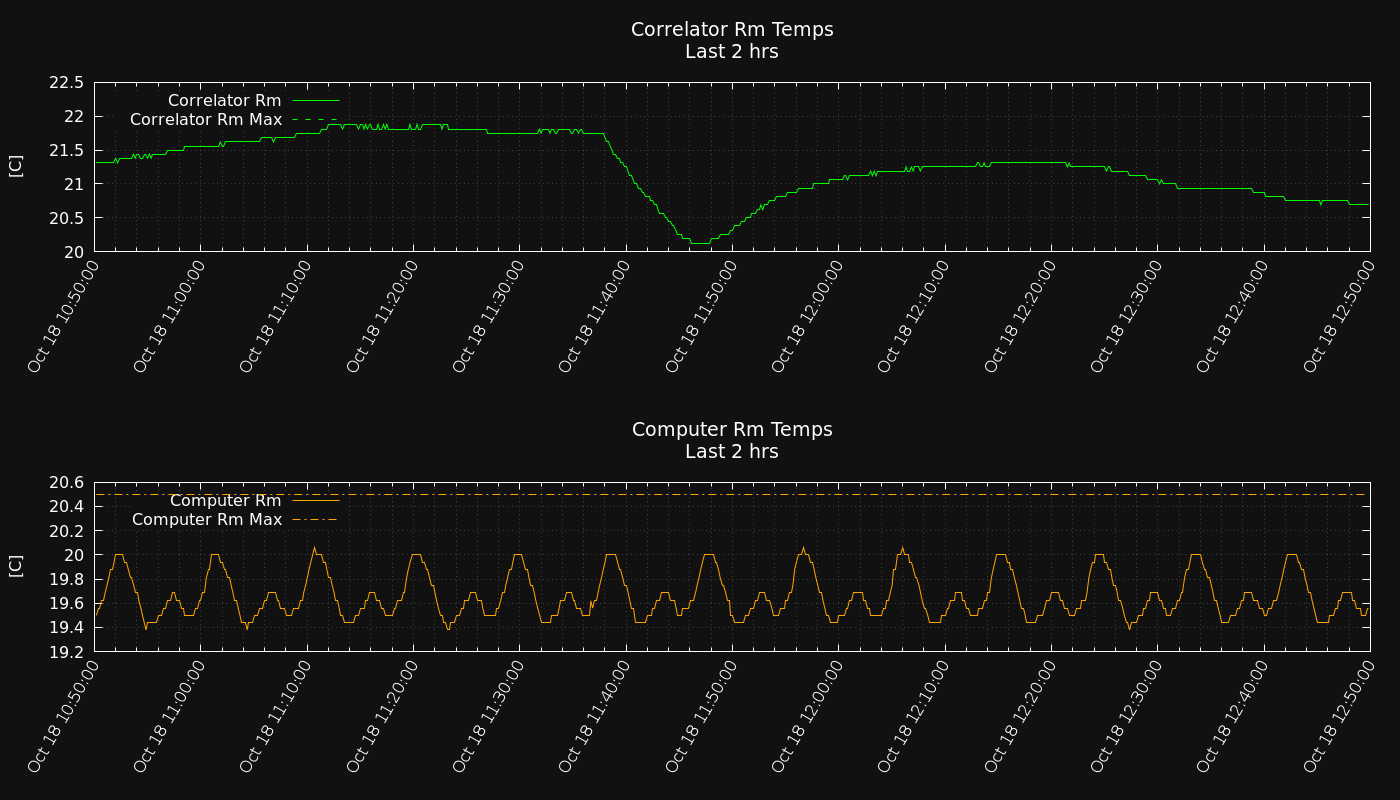 Correlator Rm Temps
Last 2 hrs
22.5
22
21.5
21
20.5
20
[C]
Correlator Rm
Correlator Rm Max
Oct 18 10:50:00
Oct 18 11:00:00
Oct 18 11:10:00
Oct 18 11:20:00
Oct 18 11:30:00
Oct 18 11:40:00
Oct 18 11:50:00
Oct 18 12:00:00
Oct 18 12:10:00
Oct 18 12:20:00
Oct 18 12:30:00
Oct 18 12:40:00
Oct 18 12:50:00
Computer Rm Temps
Last 2 hrs
20.6
20.4
20.2
20
19.8
19.6
19.4
19.2
[C]
Computer Rm
Computer Rm Max
Oct 18 10:50:00
Oct 18 11:00:00
Oct 18 11:10:00
Oct 18 11:20:00
Oct 18 11:30:00
Oct 18 11:40:00
Oct 18 11:50:00
Oct 18 12:00:00
Oct 18 12:10:00
Oct 18 12:20:00
Oct 18 12:30:00
Oct 18 12:40:00
Oct 18 12:50:00